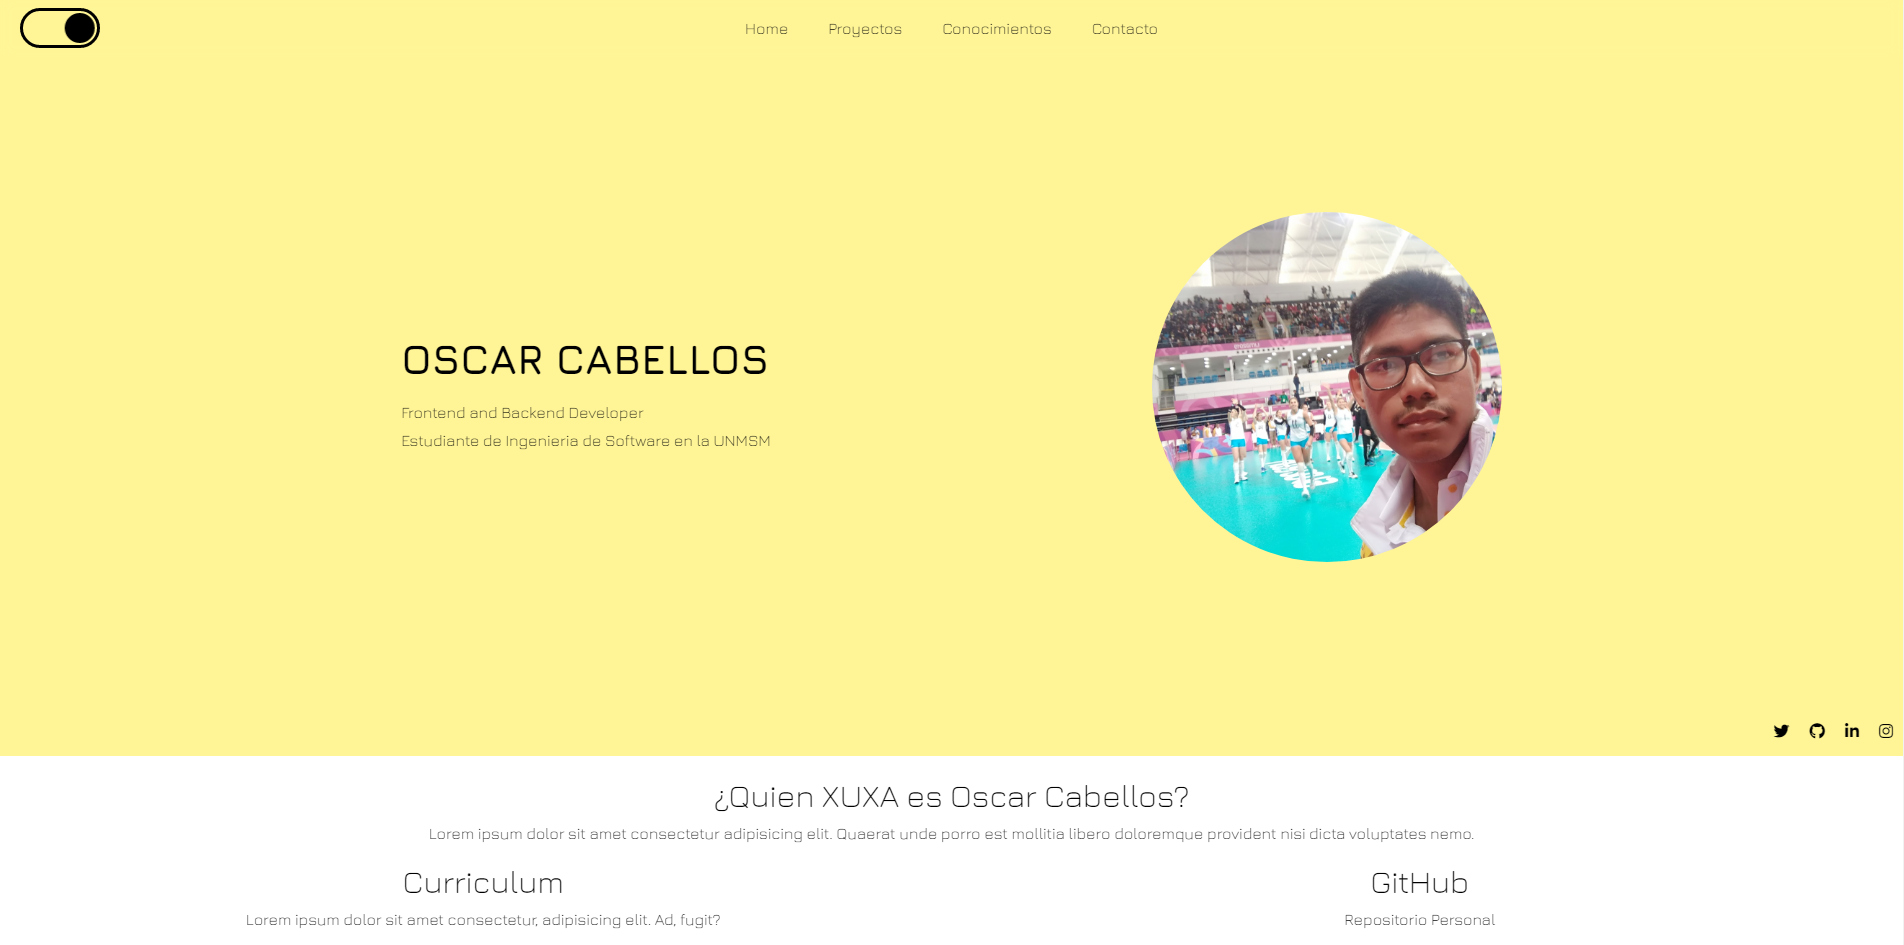 Home Proyectos Conocimientos Contacto
OSCAR CABELLOS
Frontend and Backend Developer
Estudiante de Ingenieria de Software en la UNMSM
¿Quien XUXA es Oscar Cabellos?
Lorem ipsum dolor sit amet consectetur adipisicing elit. Quaerat unde porro est mollitia libero doloremque provident nisi dicta voluptates nemo.
Curriculum
Lorem ipsum dolor sit amet consectetur, adipisicing elit. Ad, fugit?
GitHub
Repositorio Personal